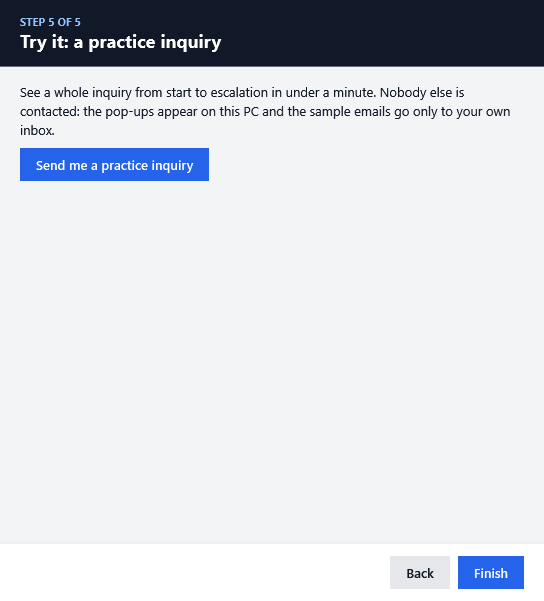 STEP 5 OF 5
Try it: a practice inquiry
See a whole inquiry from start to escalation in under a minute. Nobody else is
contacted: the pop-ups appear on this PC and the sample emails go only to your own
inbox.
Send me a practice inquiry
Back
Finish